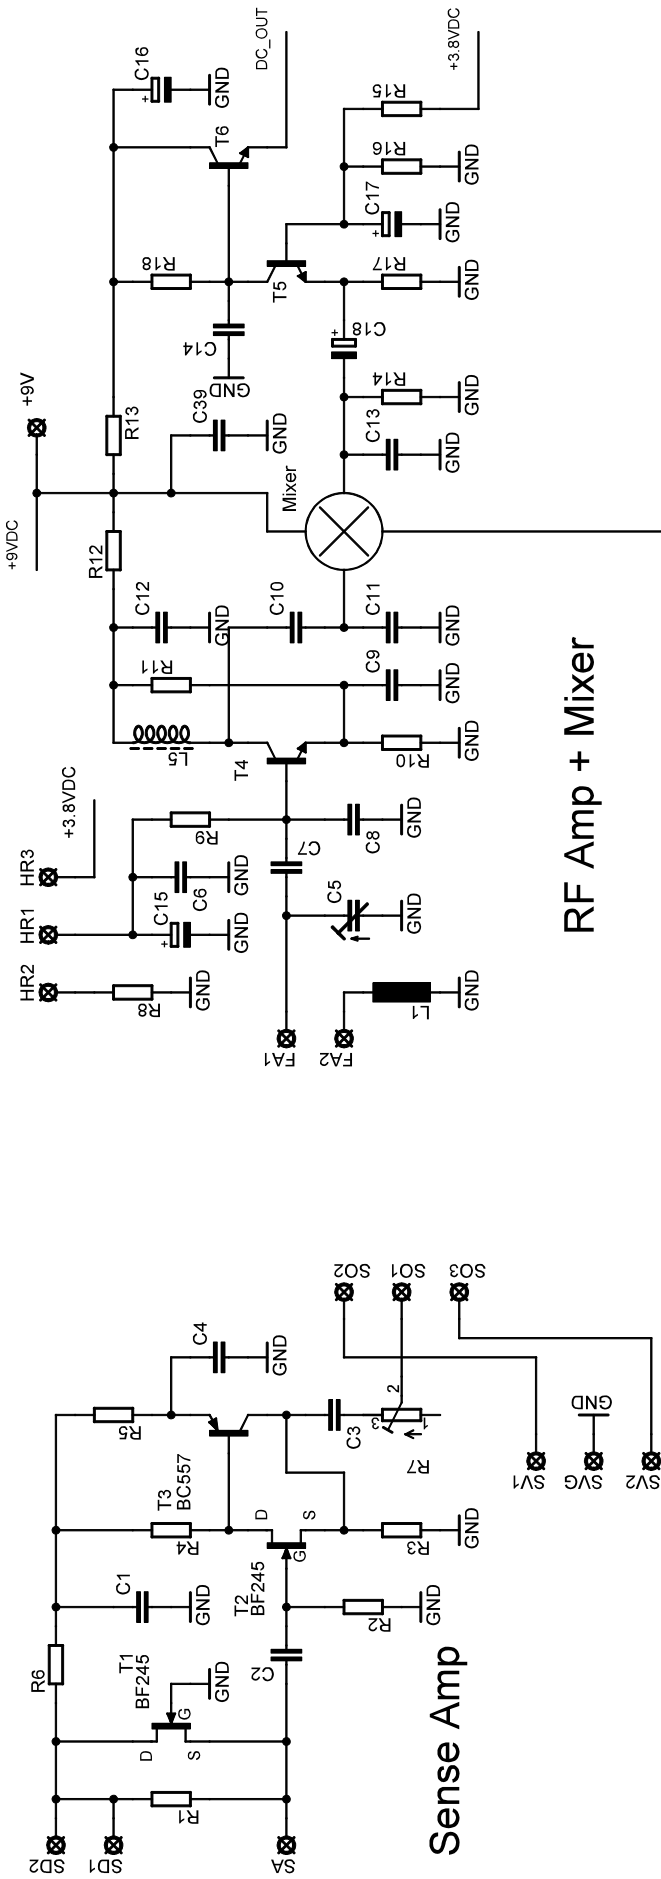 Sense Amp
SD2
SD1
SA
R1
D
S
G
T1
BF245
GND
R6
C1
GND
C2
R2
GND
T2
BF245
D
S
G
R4
R3
GND
T3
BC557
R5
C4
GND
C3
R7
3
2
1
SO2
SO1
SO3
SV1
SVG
SV2
GND
RF Amp + Mixer
HR2
HR1
HR3
+3.8VDC
R8
GND
C15
+
GND
C6
GND
R9
FA1
FA2
L1
GND
C5
GND
C7
C8
GND
T4
L5
R11
R10
GND
C9
GND
C12
GND
C10
C11
GND
R12
+9VDC
+9V
R13
Mixer
C39
GND
C13
GND
R14
GND
C14
GND
R18
C18
+
T5
R17
GND
C17
+
GND
R16
GND
R15
+3.8VDC
T6
C16
+
GND
DC_OUT